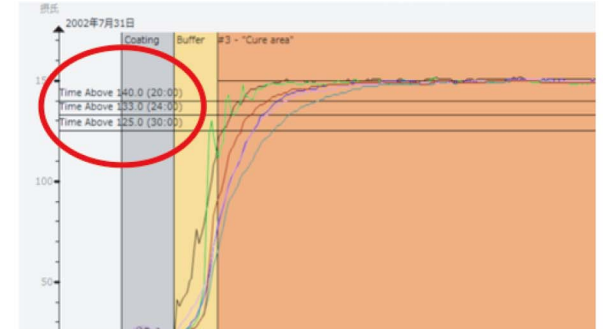 摂氏
2002年7月31日
Coating Buffer #3 - "Cure area"
Time Above 140.0 (20:00)
Time Above 133.0 (24:00)
Time Above 125.0 (30:00)
100
50